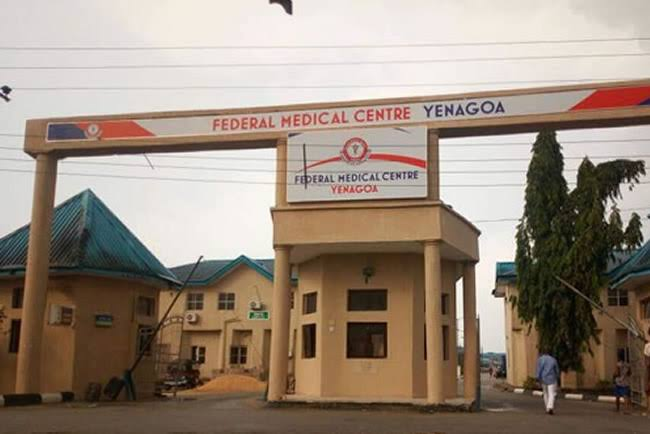 FEDERAL MEDICAL CENTRE YENAGOA
FEDERAL MEDICAL CENTRE
YENAGOA